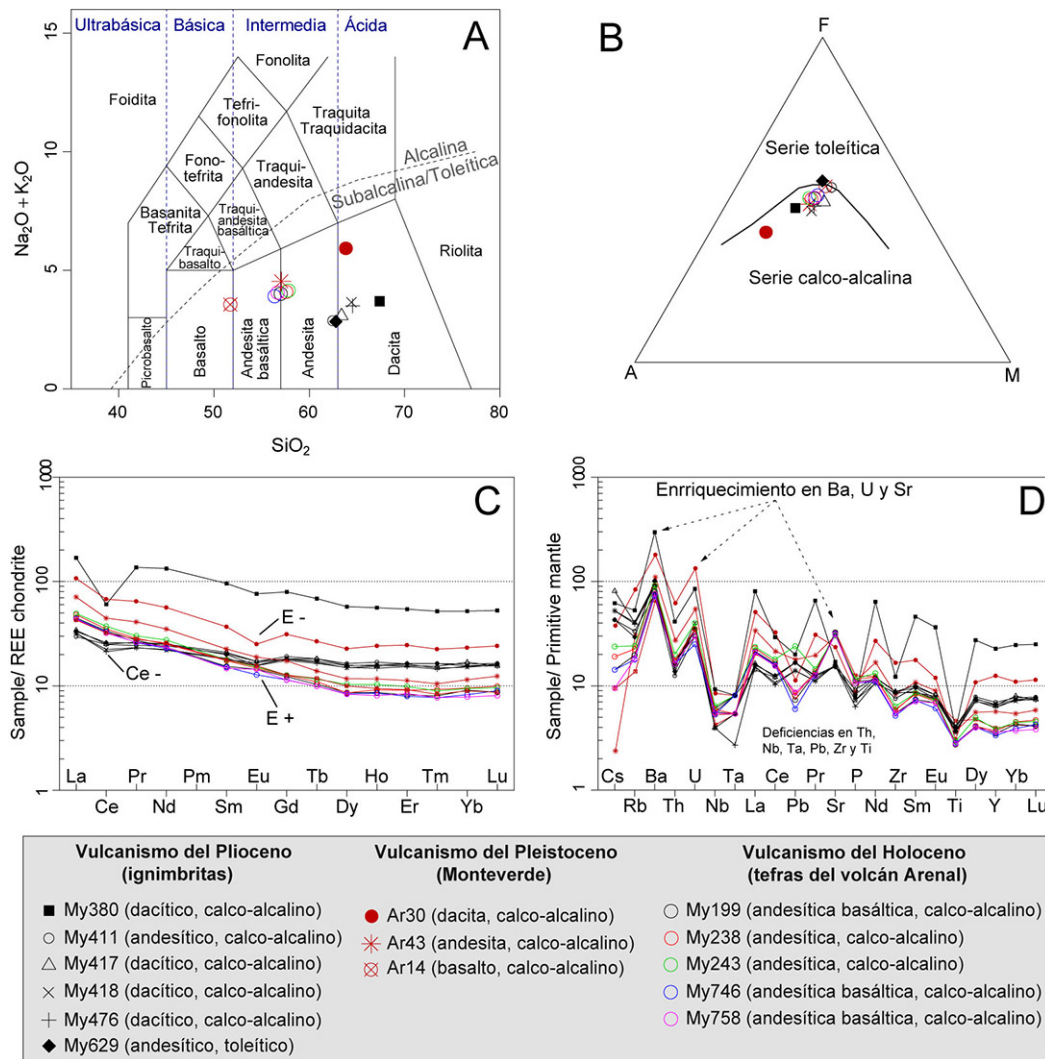 Ultrabásica
Básica
Intermedia
Ácida
A
16
15
10
5
0
Na₂O + K₂O
40
50
60
70
80
SiO₂
Foidita
Fonolita
Tefri-
fonolita
Traquita
Traquidacita
Fono-
tefrita
Traqui-
andesita
Alcalina
Subalcalina/Toleítica
Basanita
Tefrita
Traqui-
andesita
basáltica
Traqui-
basalto
Riolita
Picrobasalto
Basalto
Andesita
basáltica
Andesita
Dacita
B
F
Serie toleítica
Serie calco-alcalina
A
M
C
1000
100
10
1
Sample/ REE chondrite
E -
Ce -
E +
La
Pr
Pm
Eu
Tb
Ho
Tm
Lu
Ce
Nd
Sm
Gd
Dy
Er
Yb
D
Enrriquecimiento en Ba, U y Sr
1000
100
10
1
Sample/ Primitive mantle
Deficiencias en Th,
Nb, Ta, Pb, Zr y Ti
Cs
Ba
U
Ta
Ce
Pr
P
Zr
Eu
Dy
Yb
Rb
Th
Nb
La
Pb
Sr
Nd
Sm
Ti
Y
Lu
Vulcanismo del Plioceno
(ignimbritas)
My380 (dacítico, calco-alcalino)
My411 (andesítico, calco-alcalino)
My417 (dacítico, calco-alcalino)
My418 (dacítico, calco-alcalino)
My476 (dacítico, calco-alcalino)
My629 (andesítico, toleítico)
Vulcanismo del Pleistoceno
(Monteverde)
Ar30 (dacita, calco-alcalino)
Ar43 (andesita, calco-alcalino)
Ar14 (basalto, calco-alcalino)
Vulcanismo del Holoceno
(tefras del volcán Arenal)
My199 (andesítica basáltica, calco-alcalino)
My238 (andesítica, calco-alcalino)
My243 (andesítica, calco-alcalino)
My746 (andesítica basáltica, calco-alcalino)
My758 (andesítica basáltica, calco-alcalino)